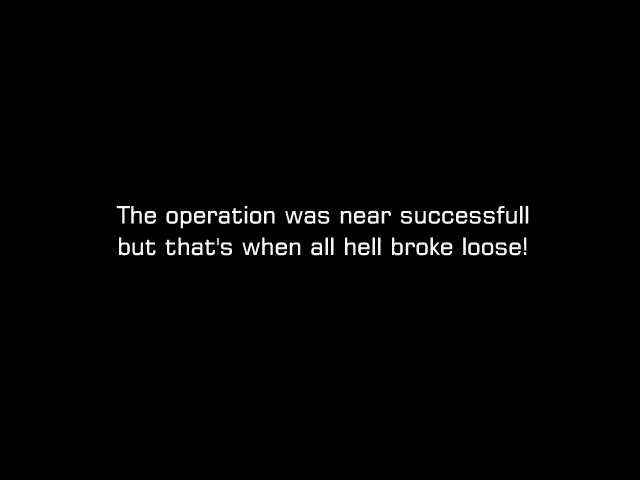 The operation was near successfull
but that's when all hell broke loose!